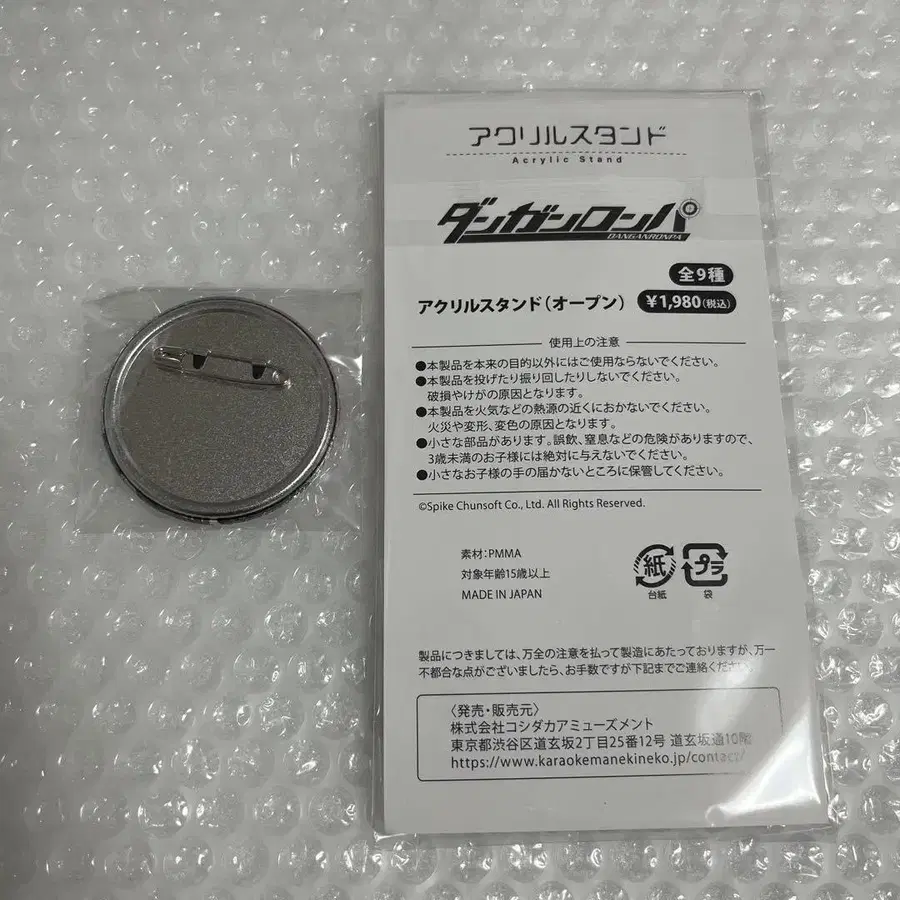 アクリルスタンド
Acrylic Stand
ダンガンロンパ
DANGANRONPA
全9種
アクリルスタンド(オープン) ¥1,980(税込)
使用上の注意
●本製品を本来の目的以外にはご使用ならないでください。
●本製品を投げたり振り回したりしないでください。
破損やけがの原因となります。
●本製品を火気などの熱源の近くにおかないでください。
火災や変形、変色の原因となります。
●小さな部品があります。誤飲、窒息などの危険がありますので、
3歳未満のお子様には絶対に与えないでください。
●小さなお子様の手の届かないところに保管してください。
©Spike Chunsoft Co., Ltd. All Rights Reserved.
素材:PMMA
対象年齢15歳以上
MADE IN JAPAN
紙 プラ
台紙 袋
製品につきましては、万全の注意を払って製造にあたっておりますが、万一
不都合な点がございましたら、お手数ですが下記までご連絡ください。
〈発売・販売元〉
株式会社コシダカアミューズメント
東京都渋谷区道玄坂2丁目25番12号 道玄坂通10階
https://www.karaokemanekineko.jp/contact/